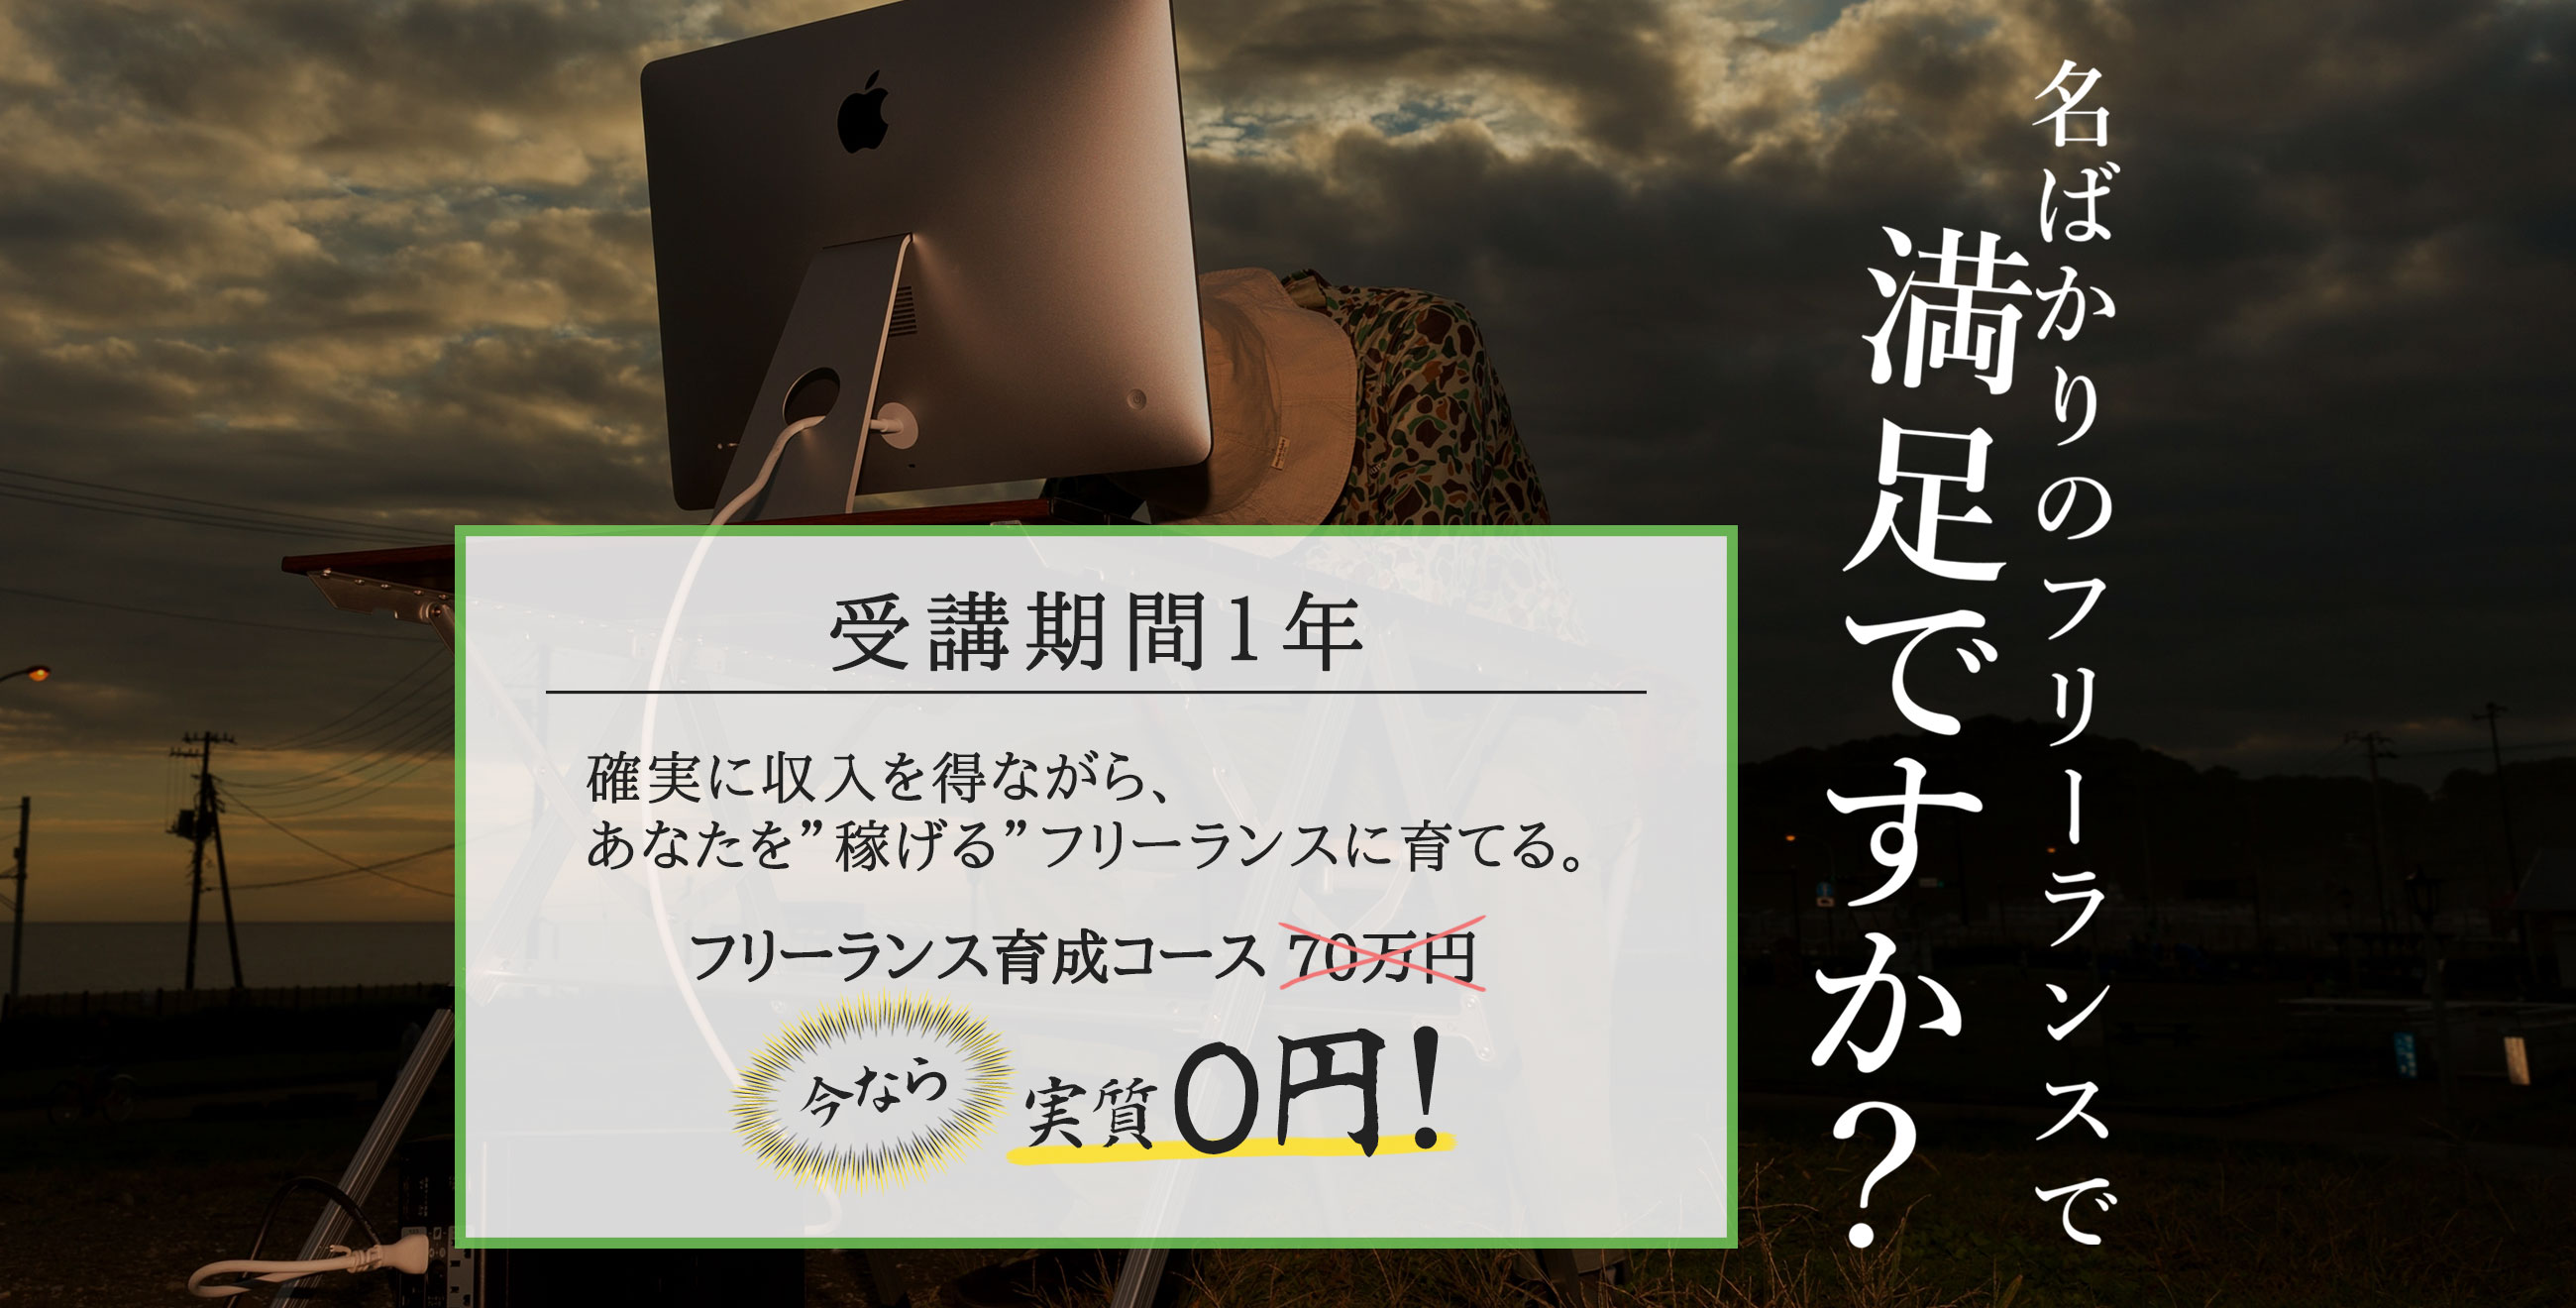 名ばかりのフリーランスで
満足ですか？
受講期間1年
確実に収入を得ながら、
あなたを”稼げる”フリーランスに育てる。
フリーランス育成コース 70万円
今なら 実質0円!